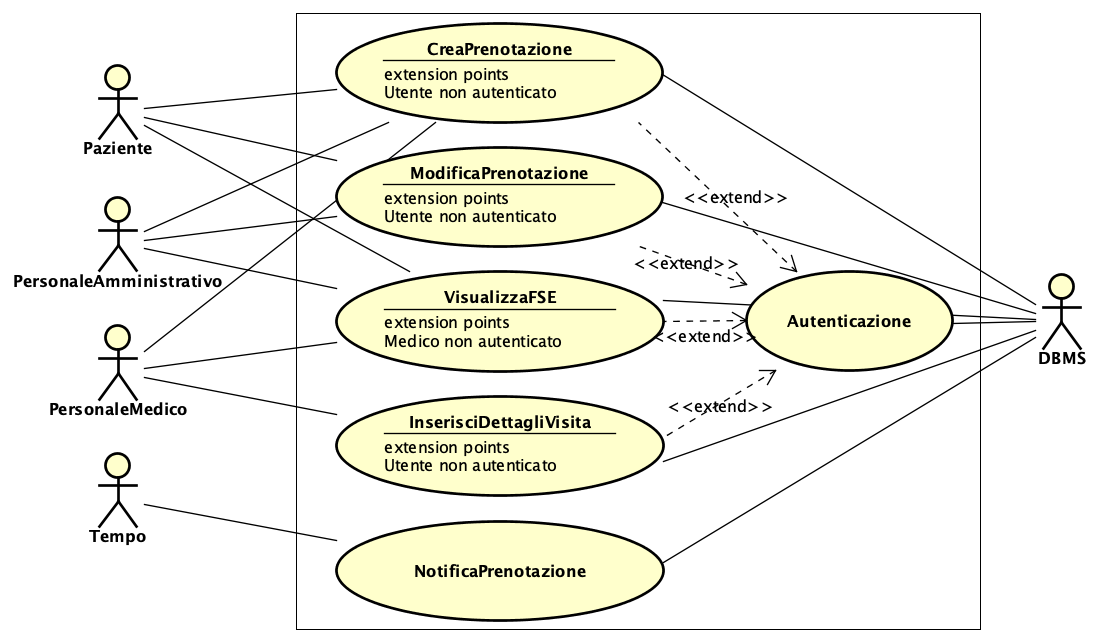 CreaPrenotazione
extension points
Utente non autenticato
Paziente
ModificaPrenotazione
extension points
Utente non autenticato
<<extend>>
PersonaleAmministrativo
<<extend>>
VisualizzaFSE
extension points
Medico non autenticato
<<extend>>
Autenticazione
DBMS
PersonaleMedico
<<extend>>
InserisciDettagliVisita
extension points
Utente non autenticato
Tempo
NotificaPrenotazione